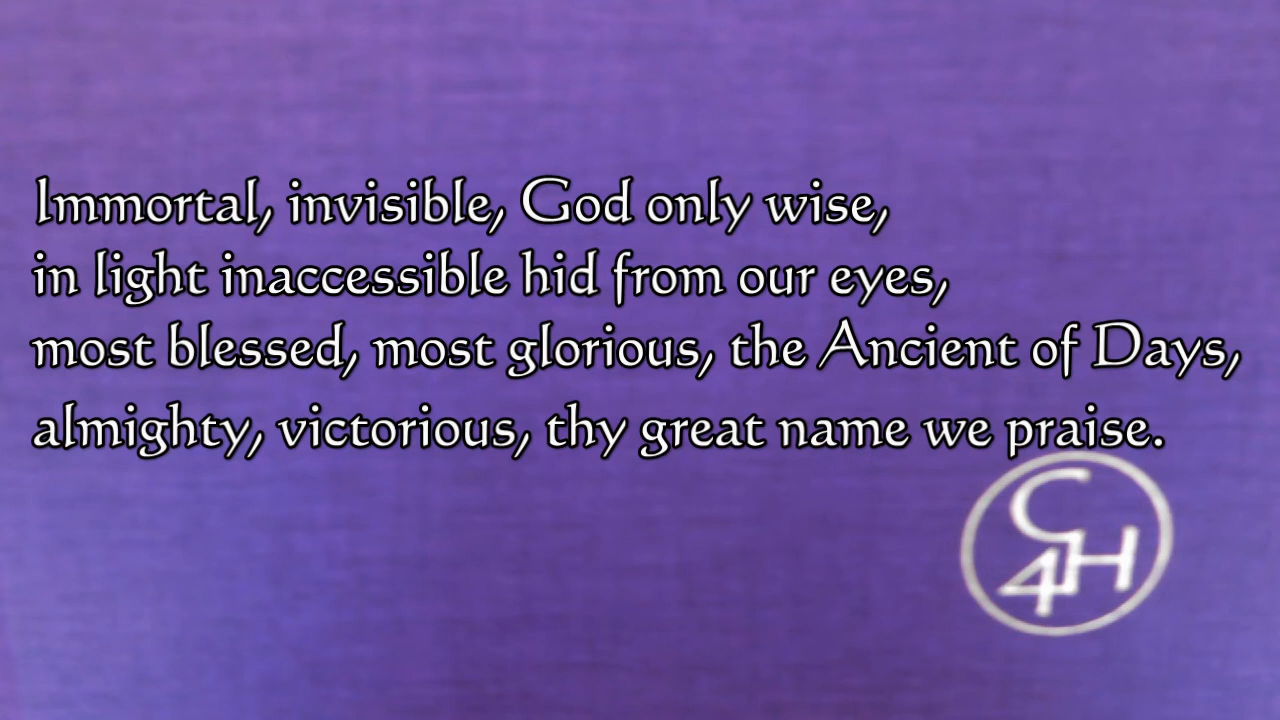 Immortal, invisible, God only wise,
in light inaccessible hid from our eyes,
most blessed, most glorious, the Ancient of Days,
almighty, victorious, thy great name we praise.
CH4